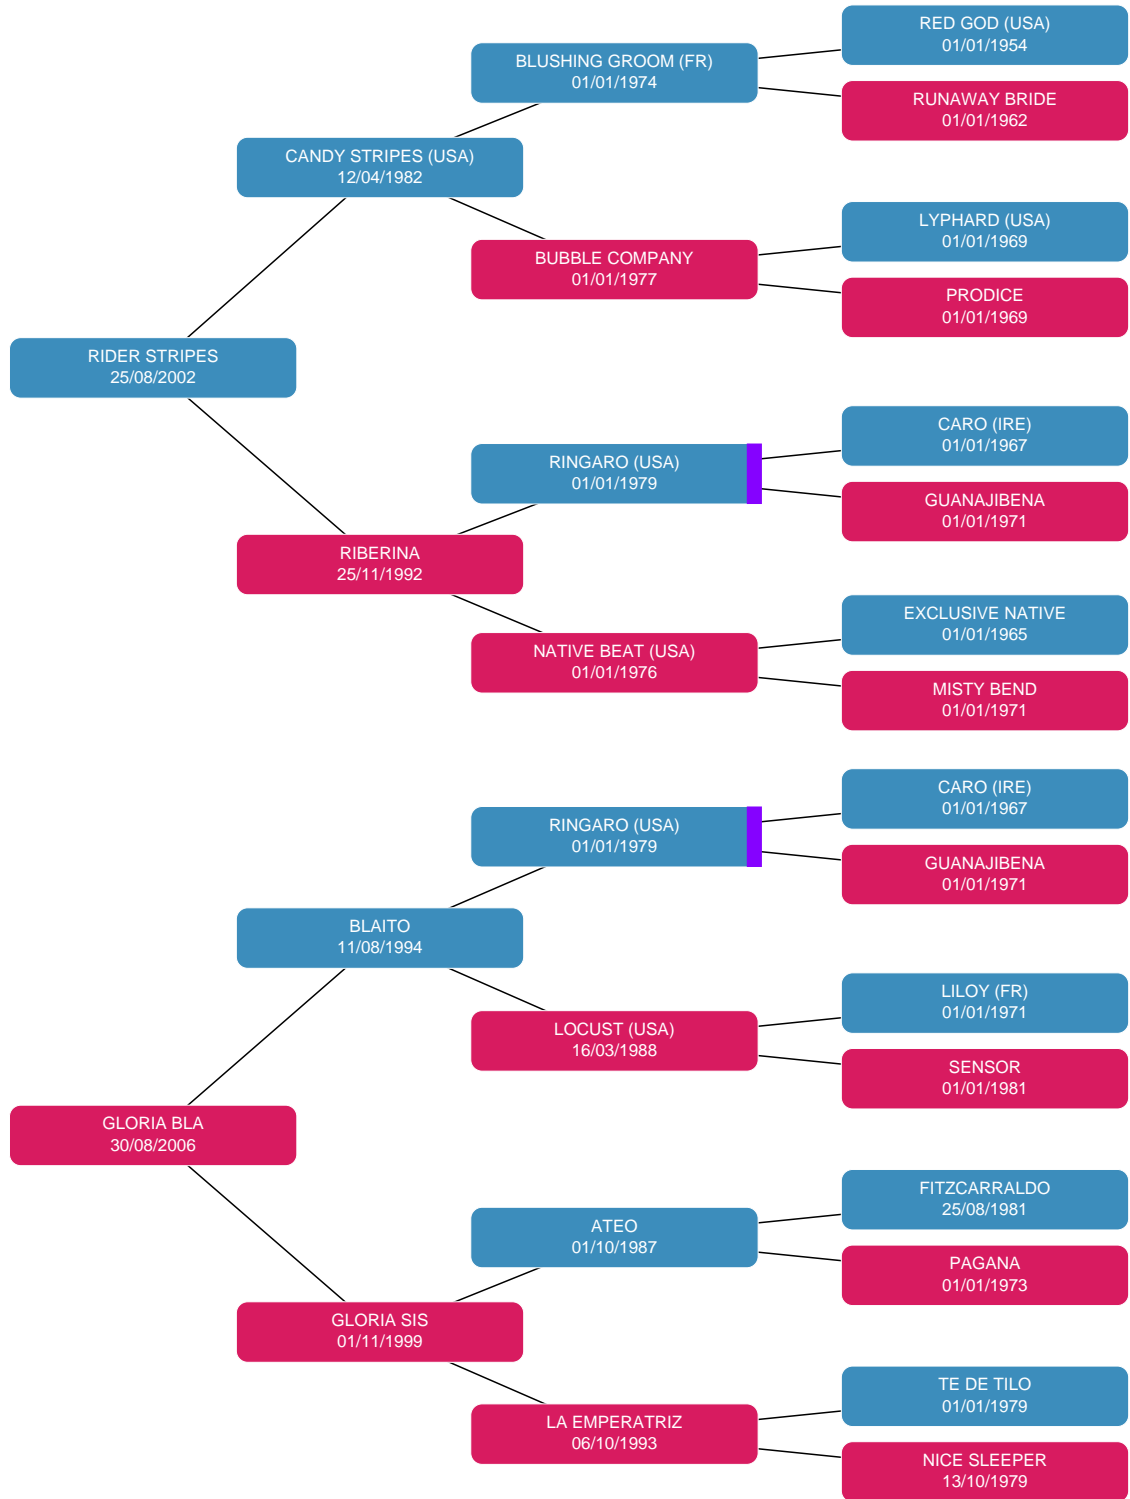 RED GOD (USA)
01/01/1954
BLUSHING GROOM (FR)
01/01/1974
RUNAWAY BRIDE
01/01/1962
CANDY STRIPES (USA)
12/04/1982
LYPHARD (USA)
01/01/1969
BUBBLE COMPANY
01/01/1977
PRODICE
01/01/1969
RIDER STRIPES
25/08/2002
CARO (IRE)
01/01/1967
RINGARO (USA)
01/01/1979
GUANAJIBENA
01/01/1971
RIBERINA
25/11/1992
EXCLUSIVE NATIVE
01/01/1965
NATIVE BEAT (USA)
01/01/1976
MISTY BEND
01/01/1971
CARO (IRE)
01/01/1967
RINGARO (USA)
01/01/1979
GUANAJIBENA
01/01/1971
BLAITO
11/08/1994
LILOY (FR)
01/01/1971
LOCUST (USA)
16/03/1988
SENSOR
01/01/1981
GLORIA BLA
30/08/2006
FITZCARRALDO
25/08/1981
ATEO
01/10/1987
PAGANA
01/01/1973
GLORIA SIS
01/11/1999
TE DE TILO
01/01/1979
LA EMPERATRIZ
06/10/1993
NICE SLEEPER
13/10/1979